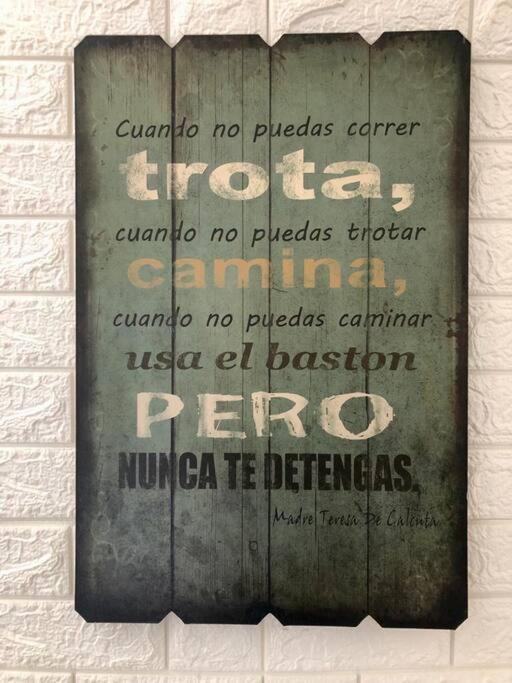 Cuando no puedas correr
trota,
cuando no puedas trotar
camina,
cuando no puedas caminar
usa el baston
PERO
NUNCA TE DETENGAS.
Madre Teresa De Calcuta